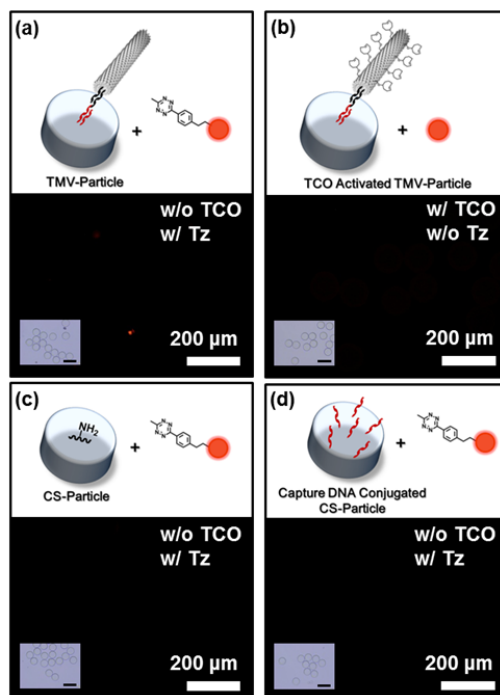 (a)
TMV-Particle
w/o TCO
w/ Tz
200 µm
(b)
TCO Activated TMV-Particle
w/ TCO
w/o Tz
200 µm
(c)
NH2
CS-Particle
w/o TCO
w/ Tz
200 µm
(d)
Capture DNA Conjugated
CS-Particle
w/o TCO
w/ Tz
200 µm